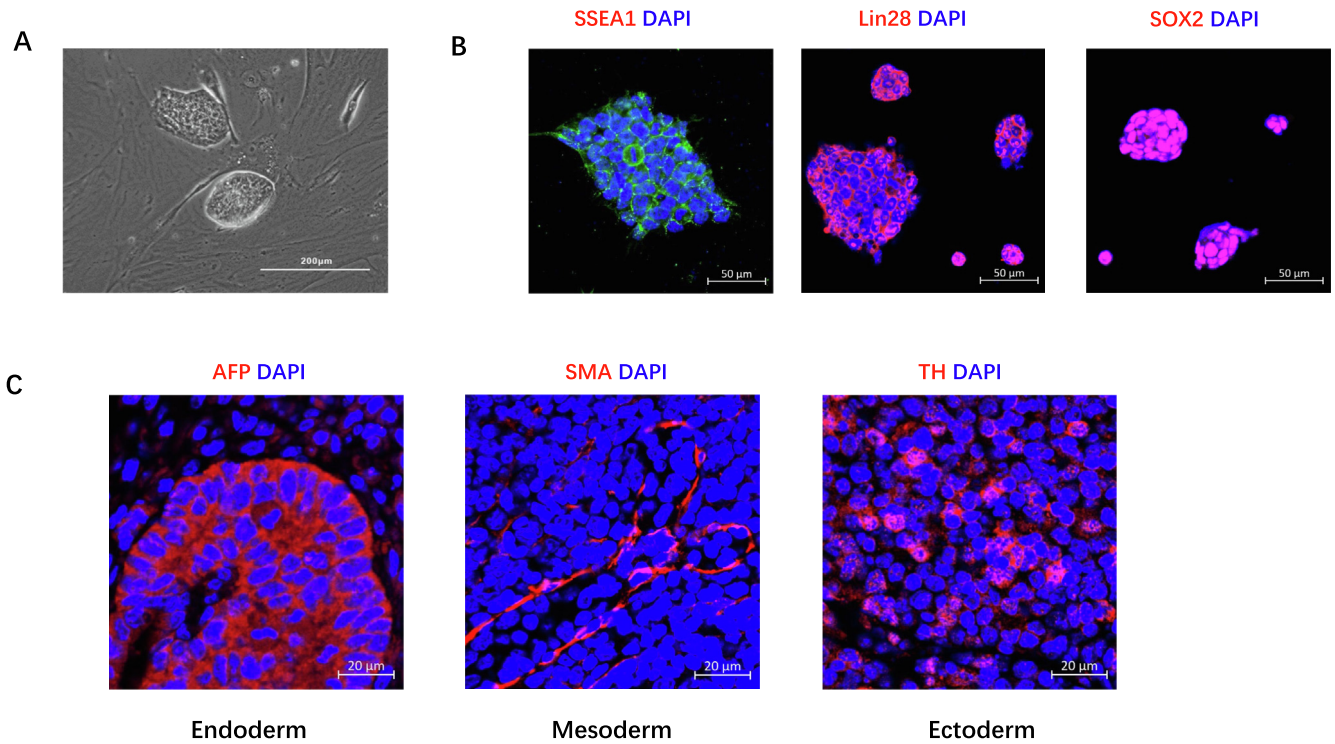 A
200μm
B
SSEA1 DAPI
50 μm
Lin28 DAPI
50 μm
SOX2 DAPI
50 μm
C
AFP DAPI
20 μm
Endoderm
SMA DAPI
20 μm
Mesoderm
TH DAPI
20 μm
Ectoderm